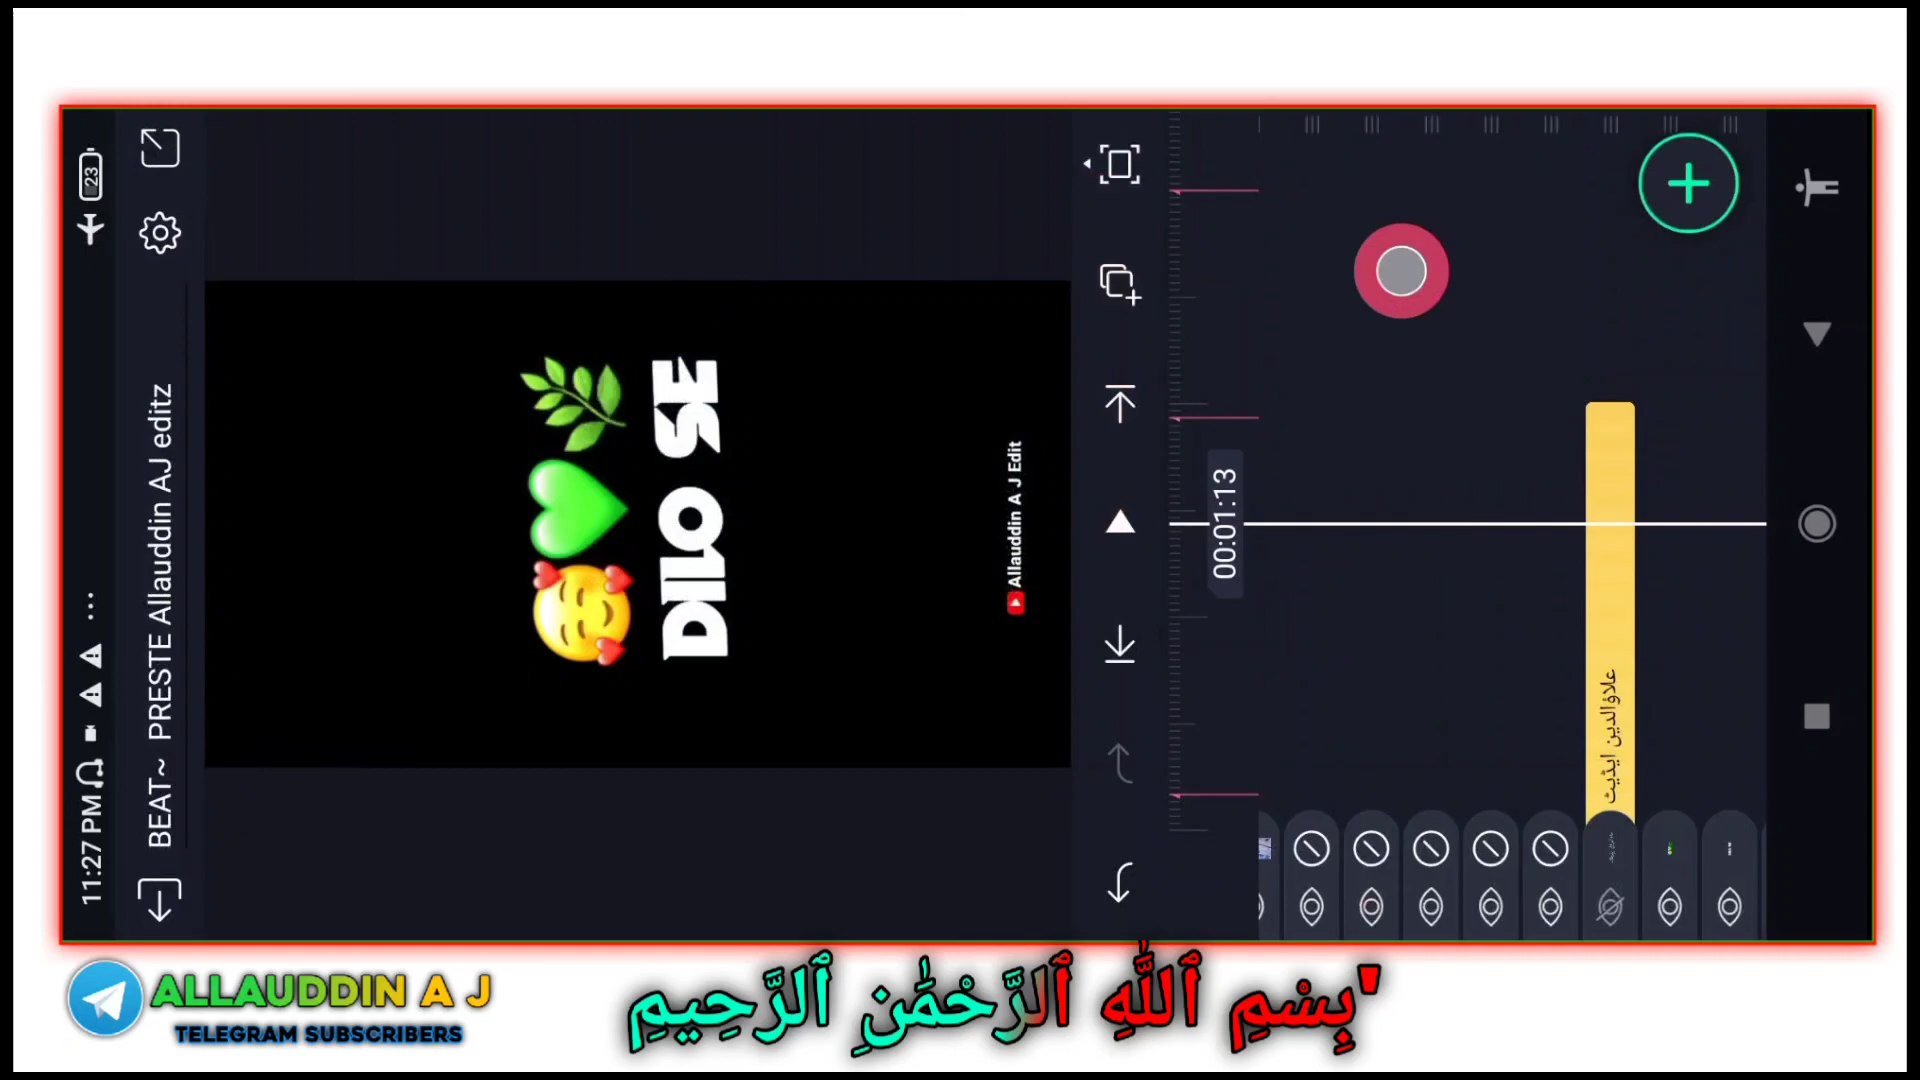 11:27 PM
23
BEAT~ PRESTE Allauddin AJ editz
DILO SE
Allauddin A J Edit
00:01:13
علاؤالدین ایڈیٹ
ALLAUDDIN A J
TELEGRAM SUBSCRIBERS
'بِسْمِ ٱللَّٰهِ ٱلرَّحْمَٰنِ ٱلرَّحِيمِ